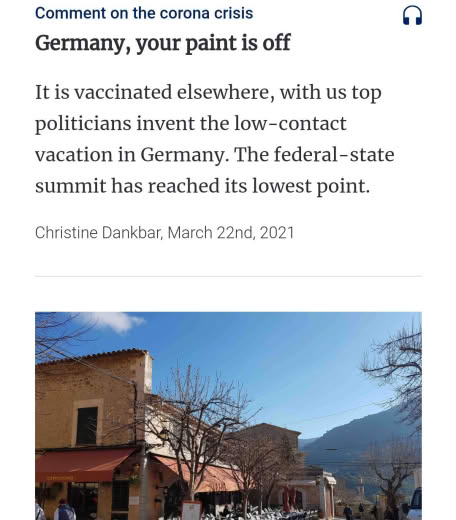 Comment on the corona crisis
Germany, your paint is off
It is vaccinated elsewhere, with us top
politicians invent the low-contact
vacation in Germany. The federal-state
summit has reached its lowest point.
Christine Dankbar, March 22nd, 2021